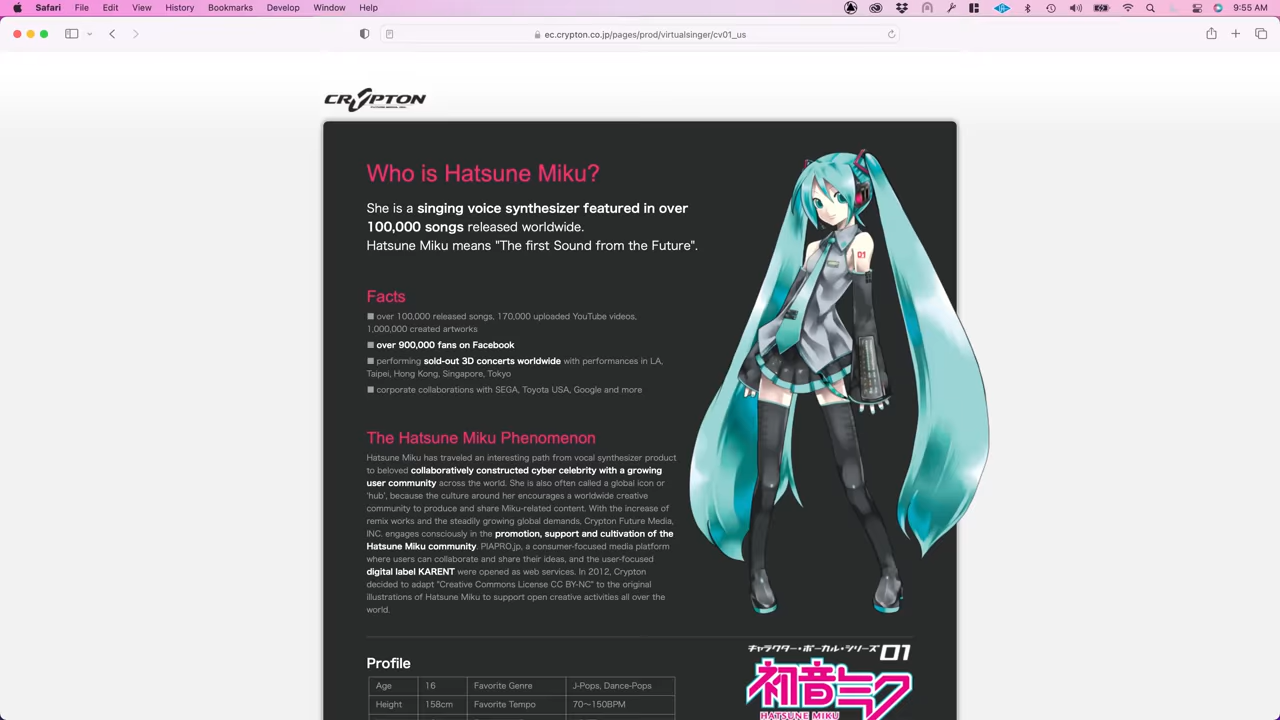 Safari File Edit View History Bookmarks Develop Window Help 9:55 AM
ec.crypton.co.jp/pages/prod/virtualsinger/cv01_us
CRYPTON
Who is Hatsune Miku?
She is a singing voice synthesizer featured in over
100,000 songs released worldwide.
Hatsune Miku means "The first Sound from the Future".
Facts
over 100,000 released songs, 170,000 uploaded YouTube videos,
1,000,000 created artworks
over 900,000 fans on Facebook
performing sold-out 3D concerts worldwide with performances in LA,
Taipei, Hong Kong, Singapore, Tokyo
corporate collaborations with SEGA, Toyota USA, Google and more
The Hatsune Miku Phenomenon
Hatsune Miku has traveled an interesting path from vocal synthesizer product
to beloved collaboratively constructed cyber celebrity with a growing
user community across the world. She is also often called a global icon or
'hub', because the culture around her encourages a worldwide creative
community to produce and share Miku-related content. With the increase of
remix works and the steadily growing global demands, Crypton Future Media,
INC. engages consciously in the promotion, support and cultivation of the
Hatsune Miku community. PIAPRO.jp, a consumer-focused media platform
where users can collaborate and share their ideas, and the user-focused
digital label KARENT were opened as web services. In 2012, Crypton
decided to adapt "Creative Commons License CC BY-NC" to the original
illustrations of Hatsune Miku to support open creative activities all over the
world.
01
Profile
Age 16 Favorite Genre J-Pops, Dance-Pops
Height 158cm Favorite Tempo 70～150BPM
キャラクター・ボーカル・シリーズ01
初音ミク
HATSUNE MIKU